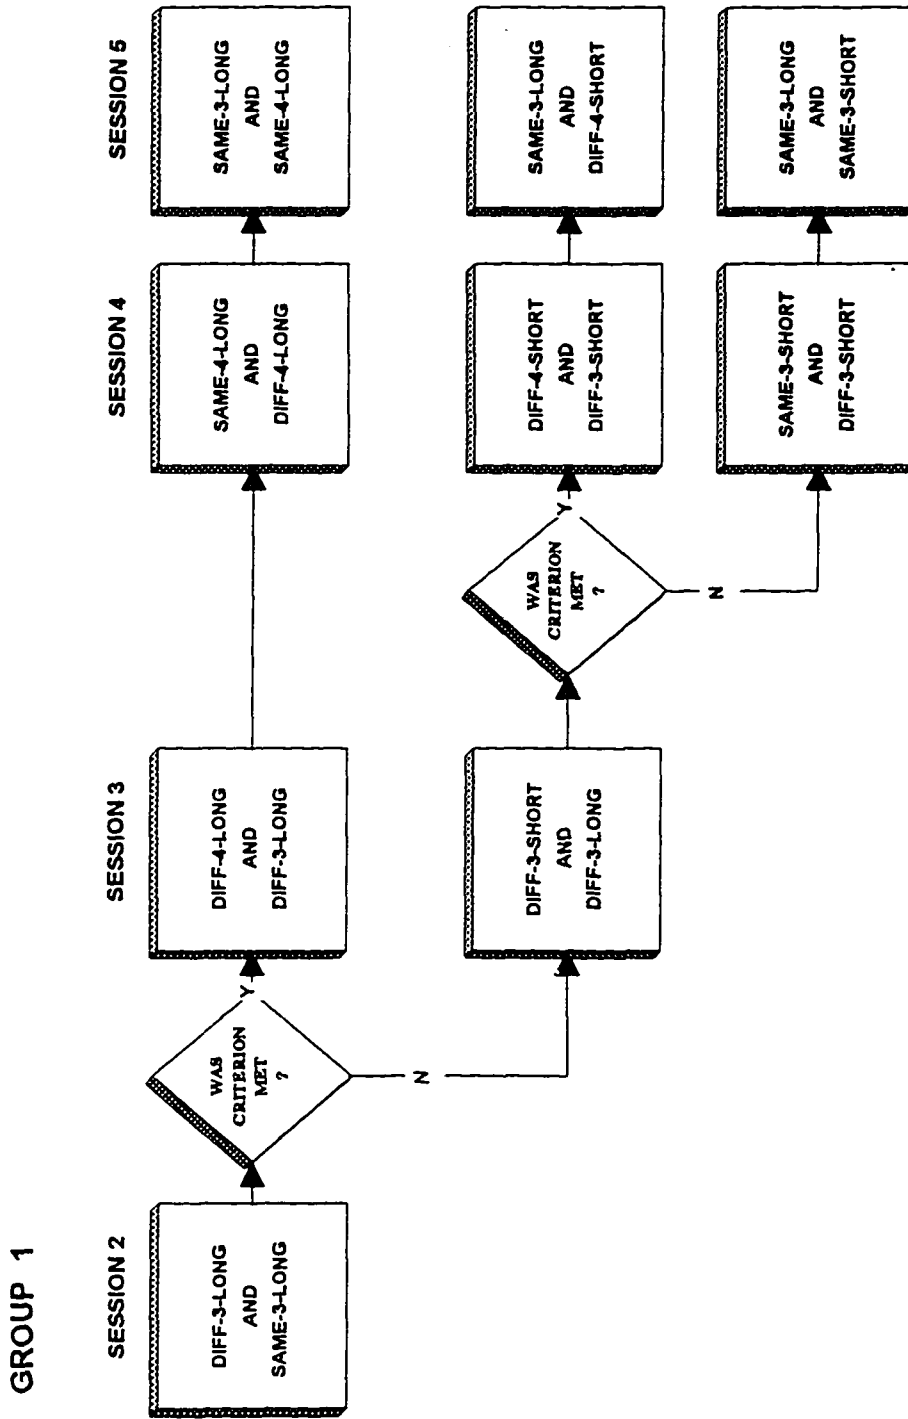 GROUP 1
SESSION 2
SESSION 3
SESSION 4
SESSION 5
DIFF-3-LONG
AND
SAME-3-LONG
WAS
CRITERION
MET
?
Y
N
DIFF-4-LONG
AND
DIFF-3-LONG
SAME-4-LONG
AND
DIFF-4-LONG
SAME-3-LONG
AND
SAME-4-LONG
DIFF-3-SHORT
AND
DIFF-3-LONG
WAS
CRITERION
MET
?
Y
N
DIFF-4-SHORT
AND
DIFF-3-SHORT
SAME-3-LONG
AND
DIFF-4-SHORT
SAME-3-SHORT
AND
DIFF-3-SHORT
SAME-3-LONG
AND
SAME-3-SHORT